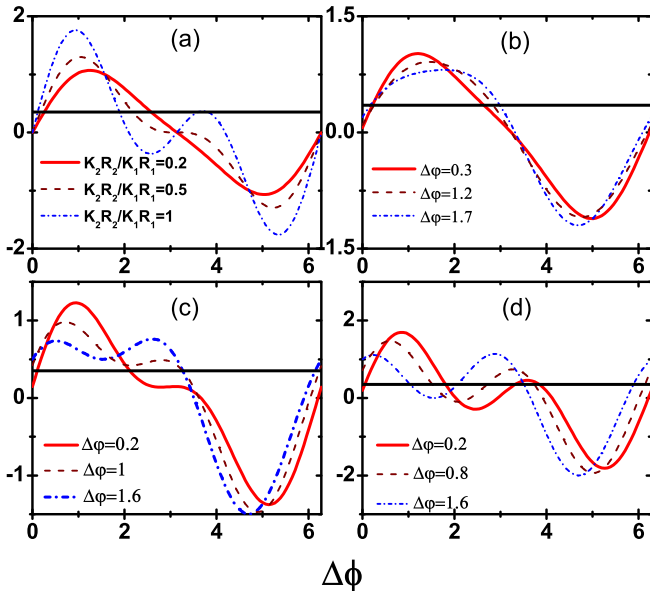 2
0
-2
(a)
K₂R₂/K₁R₁=0.2
K₂R₂/K₁R₁=0.5
K₂R₂/K₁R₁=1
0 2 4 6
1.5
0.0
1.5
(b)
Δφ=0.3
Δφ=1.2
Δφ=1.7
0 2 4 6
1
0
-1
(c)
Δφ=0.2
Δφ=1
Δφ=1.6
0 2 4 6
2
0
-2
(d)
Δφ=0.2
Δφ=0.8
Δφ=1.6
0 2 4 6
Δϕ